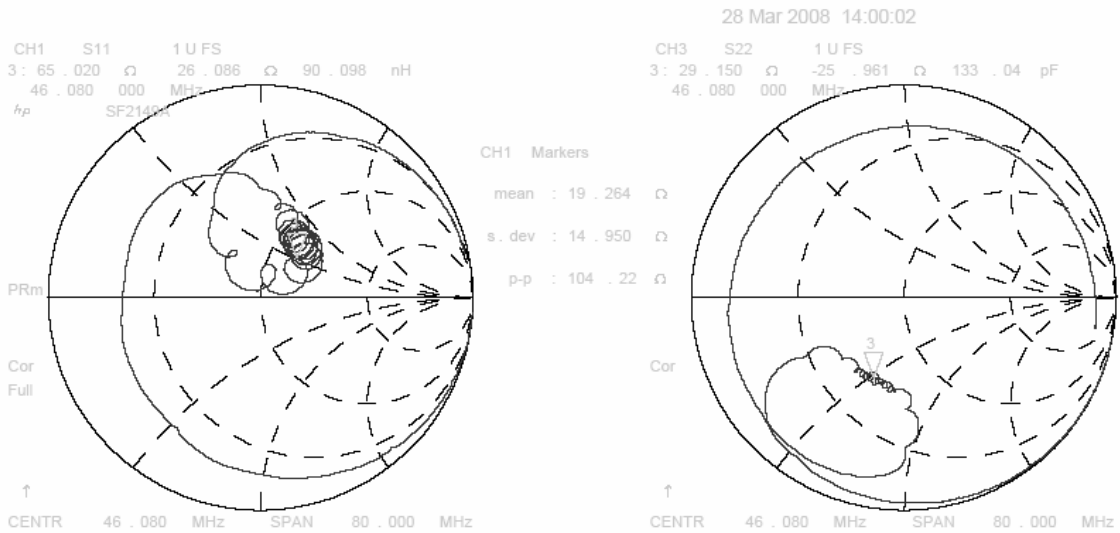 28 Mar 2008 14:00:02
CH1 S11 1 U FS
3 : 65 . 020 Ω 26 . 086 Ω 90 . 098 nH
46 . 080 000 MHz
hp SF2149A
PRm
Cor
Full
↑
CENTR 46 . 080 MHz SPAN 80 . 000 MHz
CH1 Markers
mean : 19 . 264 Ω
s . dev : 14 . 950 Ω
p-p : 104 . 22 Ω
CH3 S22 1 U FS
3 : 29 . 150 Ω -25 . 961 Ω 133 . 04 pF
46 . 080 000 MHz
3
Cor
↑
CENTR 46 . 080 MHz SPAN 80 . 000 MHz